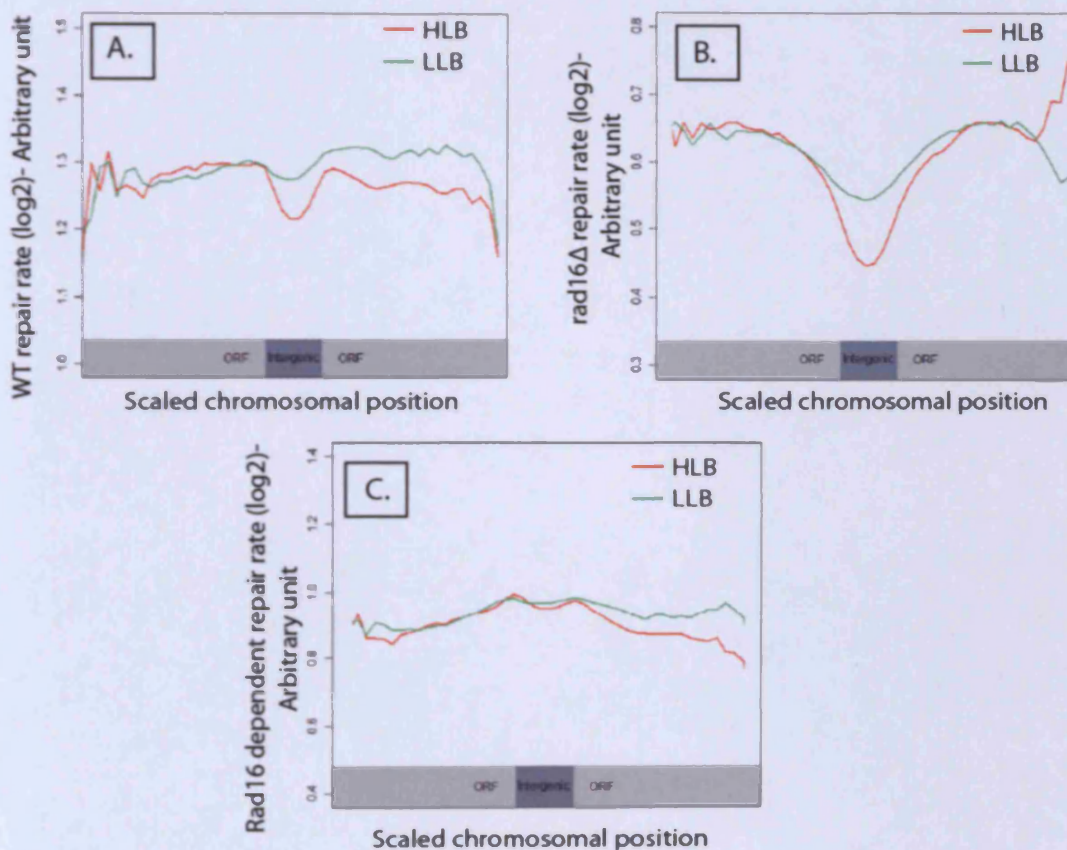 A.
HLB
LLB
WT repair rate (log2)- Arbitrary unit
1.5
1.4
1.3
1.2
1.1
1.0
ORF Intergenic ORF
Scaled chromosomal position
B.
HLB
LLB
rad16Δ repair rate (log2)-
Arbitrary unit
0.8
0.7
0.6
0.5
0.4
0.3
ORF Intergenic ORF
Scaled chromosomal position
C.
HLB
LLB
Rad16 dependent repair rate (log2)-
Arbitrary unit
1.4
1.2
1.0
0.8
0.6
0.4
ORF Intergenic ORF
Scaled chromosomal position